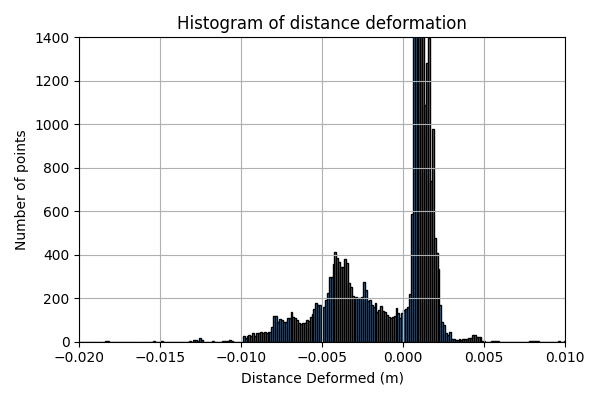 Histogram of distance deformation
1400
1200
1000
800
600
400
200
0
Number of points
−0.020 −0.015 −0.010 −0.005 0.000 0.005 0.010
Distance Deformed (m)